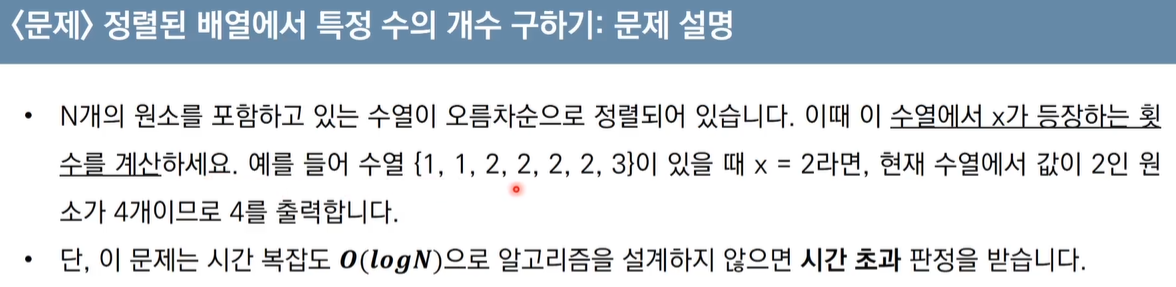 <문제> 정렬된 배열에서 특정 수의 개수 구하기: 문제 설명
• N개의 원소를 포함하고 있는 수열이 오름차순으로 정렬되어 있습니다. 이때 이 수열에서 x가 등장하는 횟
수를 계산하세요. 예를 들어 수열 {1, 1, 2, 2, 2, 2, 3}이 있을 때 x = 2라면, 현재 수열에서 값이 2인 원
소가 4개이므로 4를 출력합니다.
• 단, 이 문제는 시간 복잡도 O(logN)으로 알고리즘을 설계하지 않으면 시간 초과 판정을 받습니다.